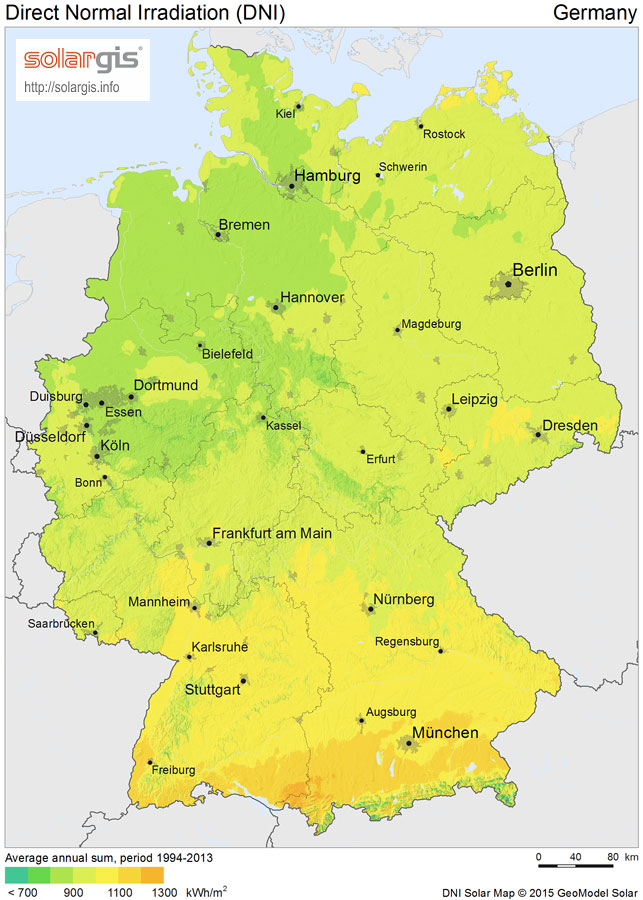 Direct Normal Irradiation (DNI) Germany
solargis®
http://solargis.info
Kiel
Rostock
Schwerin
Hamburg
Bremen
Berlin
Hannover
Magdeburg
Bielefeld
Dortmund
Duisburg
Essen
Leipzig
Kassel
Dresden
Düsseldorf
Köln
Erfurt
Bonn
Frankfurt am Main
Mannheim
Nürnberg
Saarbrücken
Karlsruhe
Regensburg
Stuttgart
Augsburg
München
Freiburg
Average annual sum, period 1994-2013
0 40 80 km
< 700 900 1100 1300 kWh/m²
DNI Solar Map © 2015 GeoModel Solar